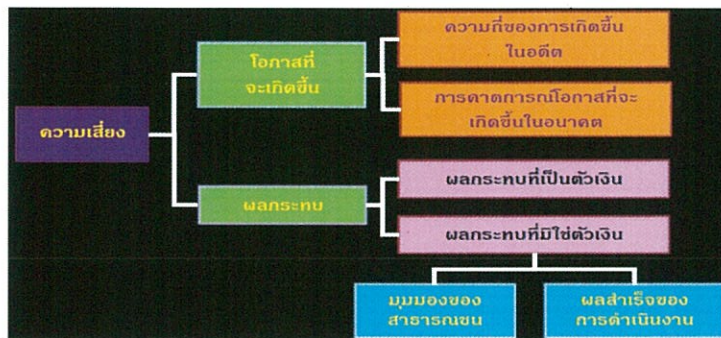 ความเสี่ยง
โอกาสที่
จะเกิดขึ้น
ความถี่ของการเกิดขึ้น
ในอดีต
การคาดการณ์โอกาสที่จะ
เกิดขึ้นในอนาคต
ผลกระทบ
ผลกระทบที่เป็นตัวเงิน
ผลกระทบที่มิใช่ตัวเงิน
มุมมองของ
สาธารณชน
ผลสำเร็จของ
การดำเนินงาน